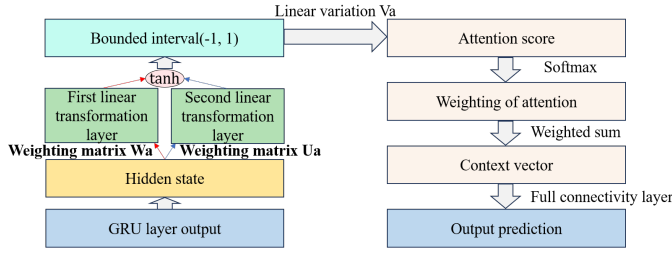 Linear variation Va
Bounded interval(-1, 1)
Attention score
tanh
Softmax
First linear
transformation
layer
Second linear
transformation
layer
Weighting of attention
Weighting matrix Wa
Weighting matrix Ua
Weighted sum
Hidden state
Context vector
Full connectivity layer
GRU layer output
Output prediction